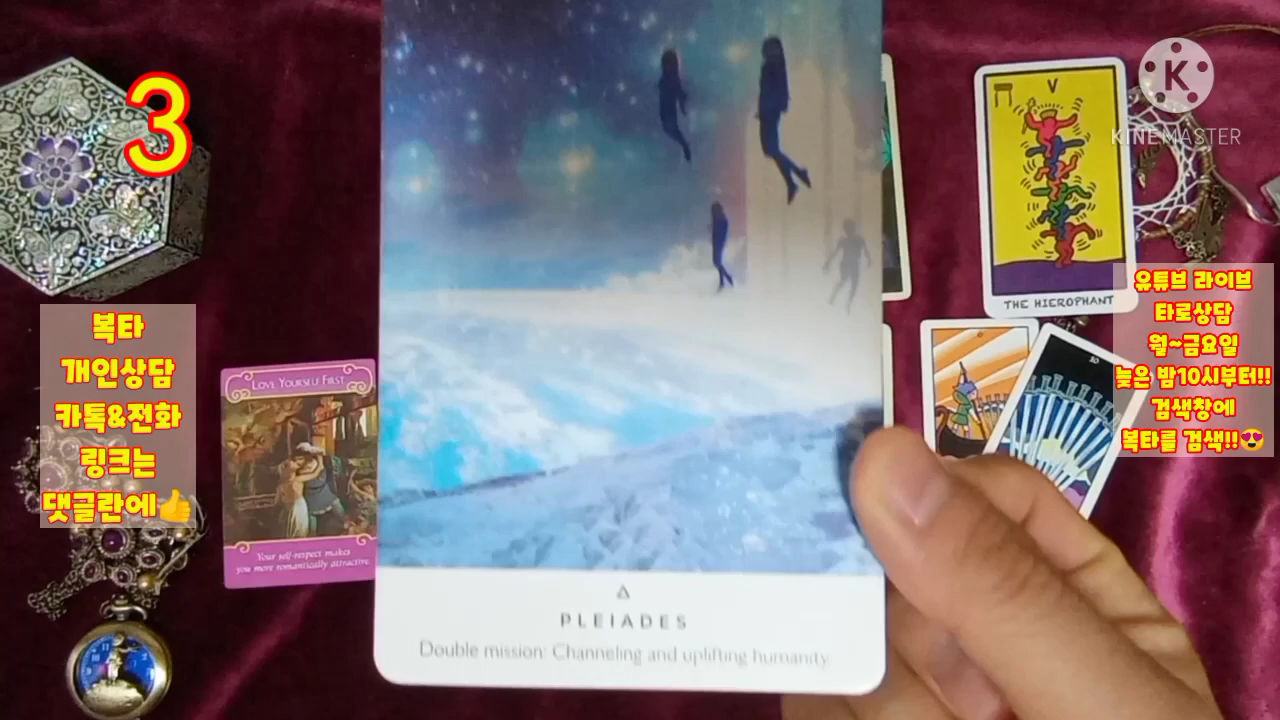 3
복타
개인상담
카톡&전화
링크는
댓글란에👍
LOVE YOURSELF FIRST
Your self-respect makes
you more romantically attractive
PLEIADES
Double mission: Channeling and uplifting humanity.
V
THE HIEROPHANT
10
K
KINEMASTER
유튜브 라이브
타로상담
월~금요일
늦은 밤10시부터!!
검색창에
복타를 검색!!😍